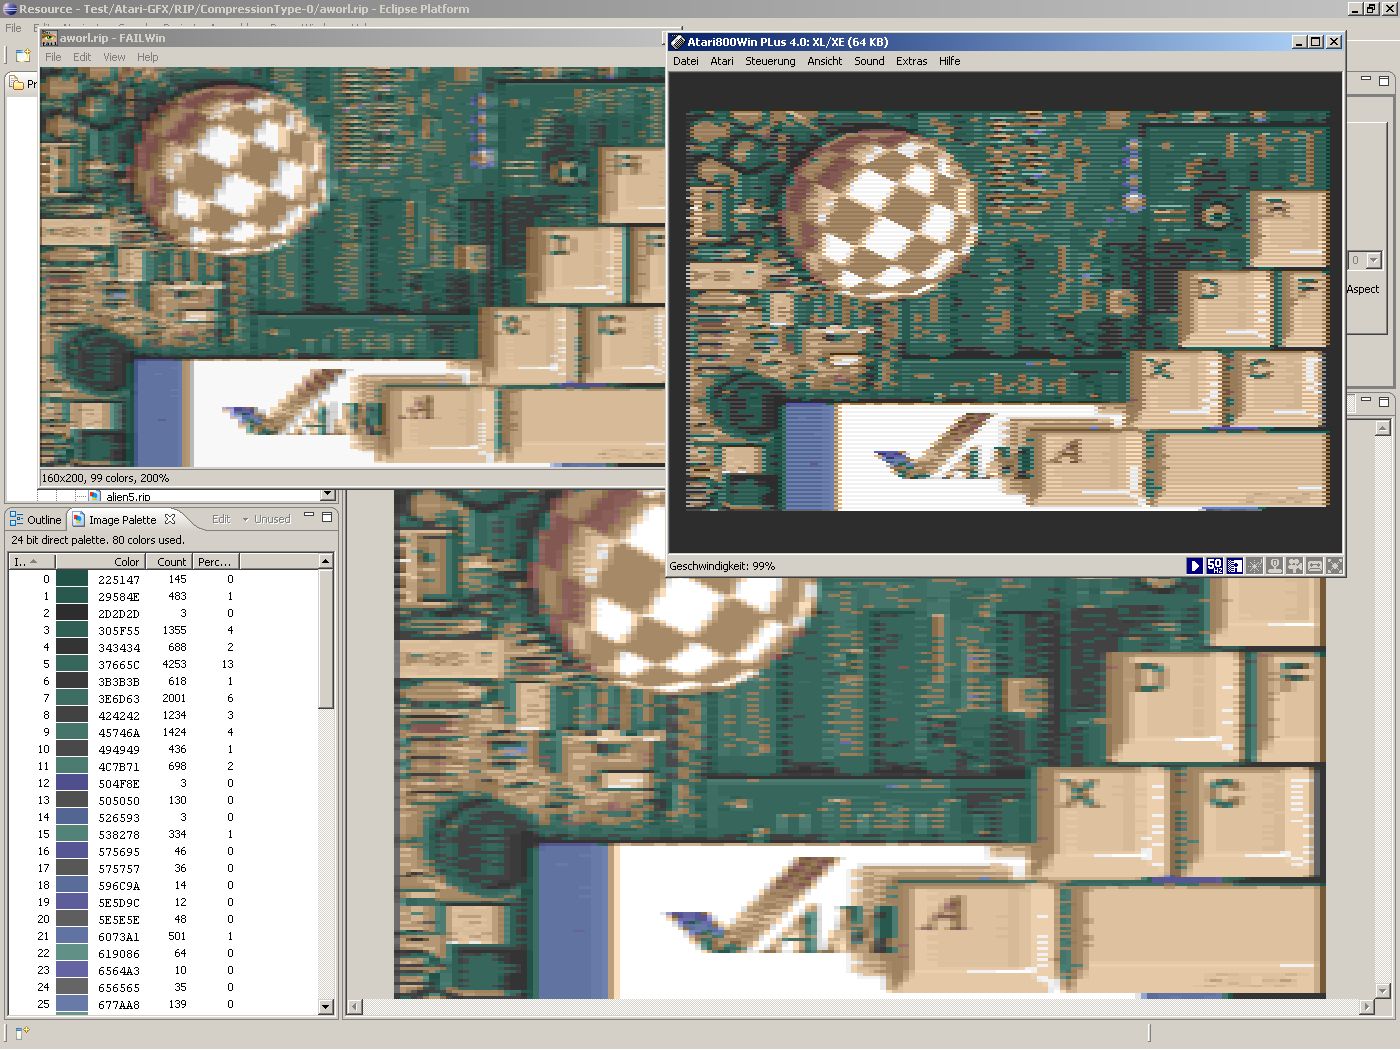 Resource - Test/Atari-GFX/RIP/CompressionType-0/aworl.rip - Eclipse Platform
File
aworl.rip - FAILWin
File Edit View Help
Pr
160x200, 99 colors, 200%
alien5.rip
Atari800Win PLus 4.0: XL/XE (64 KB)
Datei Atari Steuerung Ansicht Sound Extras Hilfe
Geschwindigkeit: 99%
50
Hz
0
Aspect
D F
X C
A
AM
Outline Image Palette Edit Unused
24 bit direct palette. 80 colors used.
I.. Color Count Perc...
0 225147 145 0
1 29584E 483 1
2 2D2D2D 3 0
3 305F55 1355 4
4 343434 688 2
5 37665C 4253 13
6 3B3B3B 618 1
7 3E6D63 2001 6
8 424242 1234 3
9 45746A 1424 4
10 494949 436 1
11 4C7B71 698 2
12 504F8E 3 0
13 505050 130 0
14 526593 3 0
15 538278 334 1
16 575695 46 0
17 575757 36 0
18 596C9A 14 0
19 5E5D9C 12 0
20 5E5E5E 48 0
21 6073A1 501 1
22 619086 64 0
23 6564A3 10 0
24 656565 35 0
25 677AA8 139 0
D F
X C
A
AM